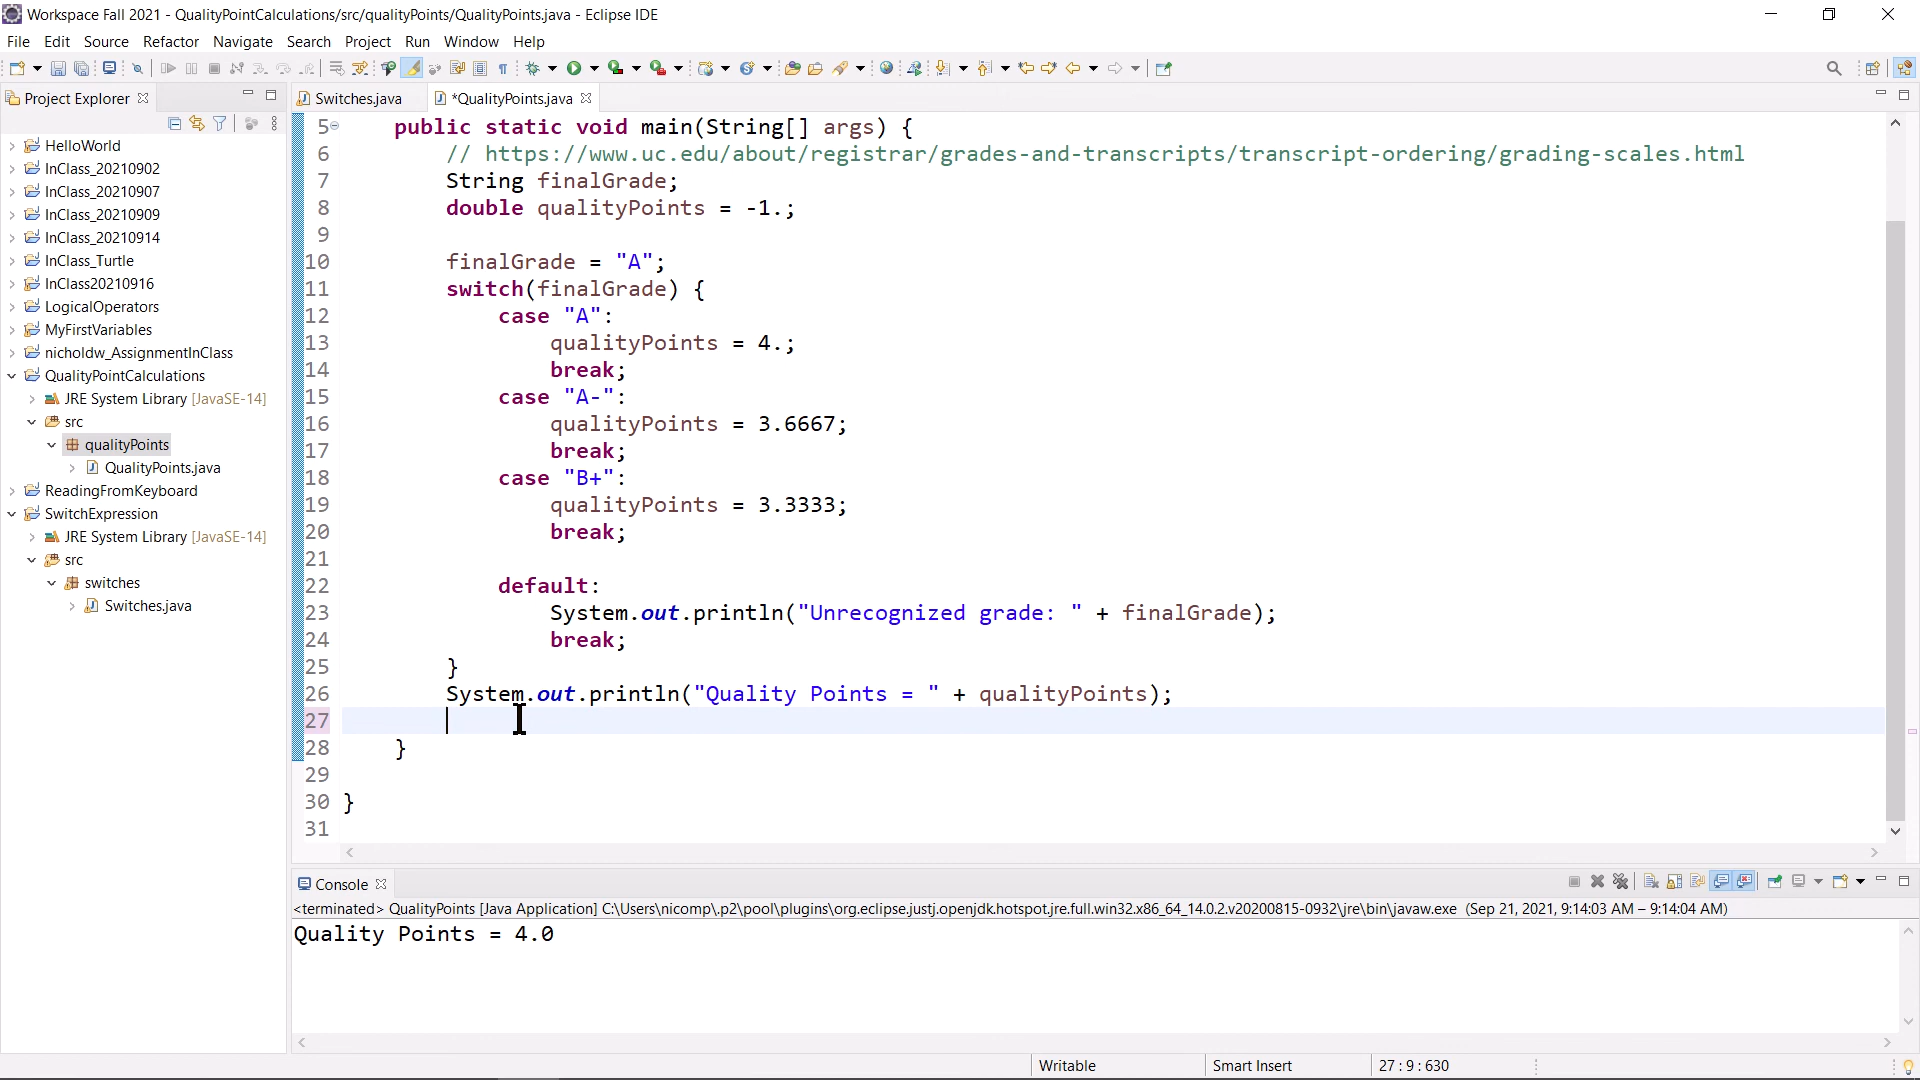 Workspace Fall 2021 - QualityPointCalculations/src/qualityPoints/QualityPoints.java - Eclipse IDE
File Edit Source Refactor Navigate Search Project Run Window Help
Project Explorer
Switches.java
*QualityPoints.java
HelloWorld
InClass_20210902
InClass_20210907
InClass_20210909
InClass_20210914
InClass_Turtle
InClass20210916
LogicalOperators
MyFirstVariables
nicholdw_AssignmentInClass
QualityPointCalculations
JRE System Library [JavaSE-14]
src
qualityPoints
QualityPoints.java
ReadingFromKeyboard
SwitchExpression
JRE System Library [JavaSE-14]
src
switches
Switches.java
5 public static void main(String[] args) {
6 // https://www.uc.edu/about/registrar/grades-and-transcripts/transcript-ordering/grading-scales.html
7 String finalGrade;
8 double qualityPoints = -1.;
9
10 finalGrade = "A";
11 switch(finalGrade) {
12 case "A":
13 qualityPoints = 4.;
14 break;
15 case "A-":
16 qualityPoints = 3.6667;
17 break;
18 case "B+":
19 qualityPoints = 3.3333;
20 break;
21
22 default:
23 System.out.println("Unrecognized grade: " + finalGrade);
24 break;
25 }
26 System.out.println("Quality Points = " + qualityPoints);
27
28 }
29
30 }
31
Console
<terminated> QualityPoints [Java Application] C:\Users\nicomp\.p2\pool\plugins\org.eclipse.justj.openjdk.hotspot.jre.full.win32.x86_64_14.0.2.v20200815-0932\jre\bin\javaw.exe (Sep 21, 2021, 9:14:03 AM – 9:14:04 AM)
Quality Points = 4.0
Writable
Smart Insert
27 : 9 : 630